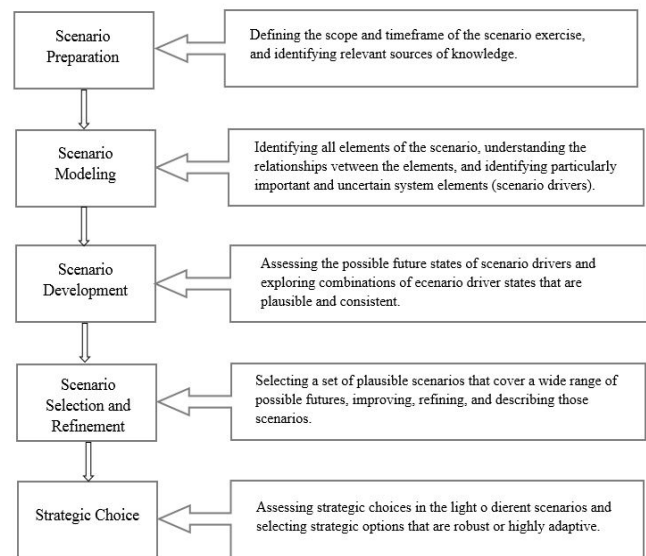 Scenario
Preparation
Defining the scope and timeframe of the scenario exercise,
and identifying relevant sources of knowledge.
Scenario
Modeling
Identifying all elements of the scenario, understanding the
relationships vetween the elements, and identifying particularly
important and uncertain system elements (scenario drivers).
Scenario
Development
Assessing the possible future states of scenario drivers and
exploring combinations of ecenario driver states that are
plausible and consistent.
Scenario
Selection and
Refinement
Selecting a set of plausible scenarios that cover a wide range of
possible futures, improving, refining, and describing those
scenarios.
Strategic Choice
Assessing strategic choices in the light o dierent scenarios and
selecting strategic options that are robust or highly adaptive.